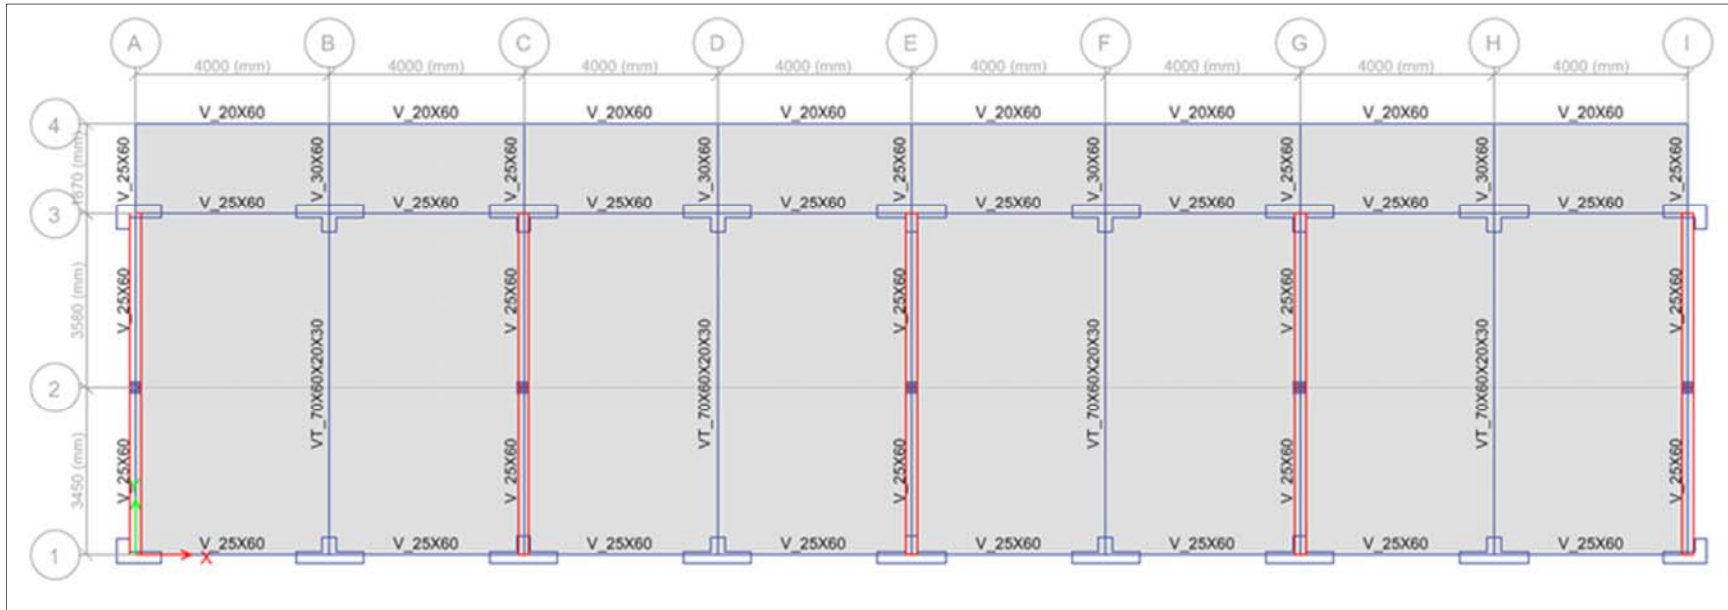 A B C D E F G H I
4000 (mm) 4000 (mm) 4000 (mm) 4000 (mm) 4000 (mm) 4000 (mm) 4000 (mm) 4000 (mm)
4
V_20X60 V_20X60 V_20X60 V_20X60 V_20X60 V_20X60 V_20X60 V_20X60
1670 (mm)
V_25X60 V_30X60 V_25X60 V_30X60 V_25X60 V_30X60 V_25X60 V_30X60 V_25X60
3
V_25X60 V_25X60 V_25X60 V_25X60 V_25X60 V_25X60 V_25X60 V_25X60
3560 (mm)
V_25X60 V_25X60 V_25X60 V_25X60 V_25X60
2
VT_70X60X20X30 VT_70X60X20X30 VT_70X60X20X30 VT_70X60X20X30
3450 (mm)
V_25X60 V_25X60 V_25X60 V_25X60 V_25X60
Y
1
V_25X60 V_25X60 V_25X60 V_25X60 V_25X60 V_25X60 V_25X60 V_25X60
X